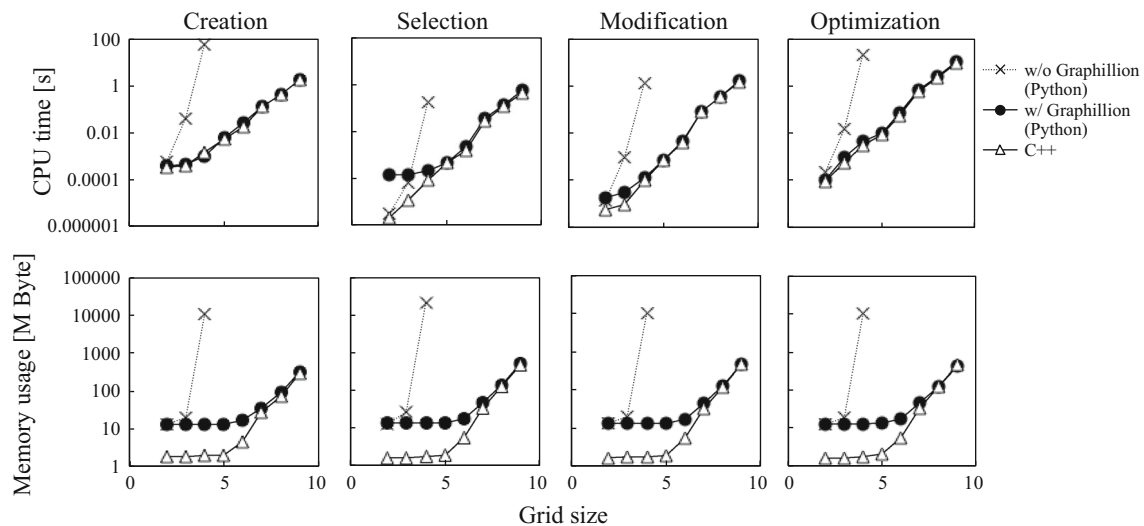 Creation
Selection
Modification
Optimization
CPU time [s]
100
1
0.01
0.0001
0.000001
w/o Graphillion
(Python)
w/ Graphillion
(Python)
C++
Memory usage [M Byte]
100000
10000
1000
100
10
1
0 5 10
0 5 10
0 5 10
0 5 10
Grid size